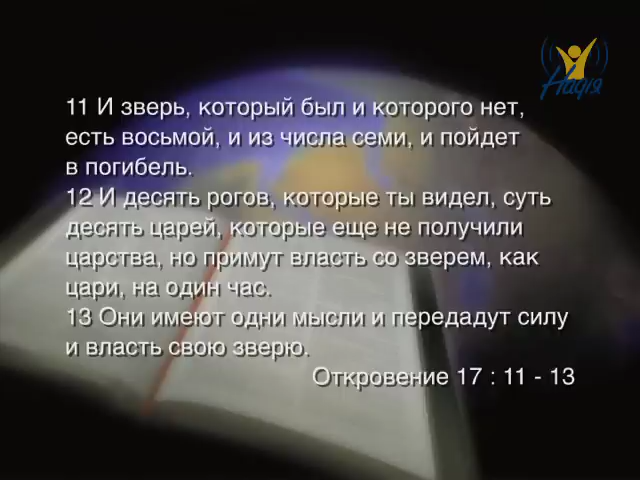 Надiя
11 И зверь, который был и которого нет,
есть восьмой, и из числа семи, и пойдет
в погибель.
12 И десять рогов, которые ты видел, суть
десять царей, которые еще не получили
царства, но примут власть со зверем, как
цари, на один час.
13 Они имеют одни мысли и передадут силу
и власть свою зверю.
Откровение 17 : 11 - 13